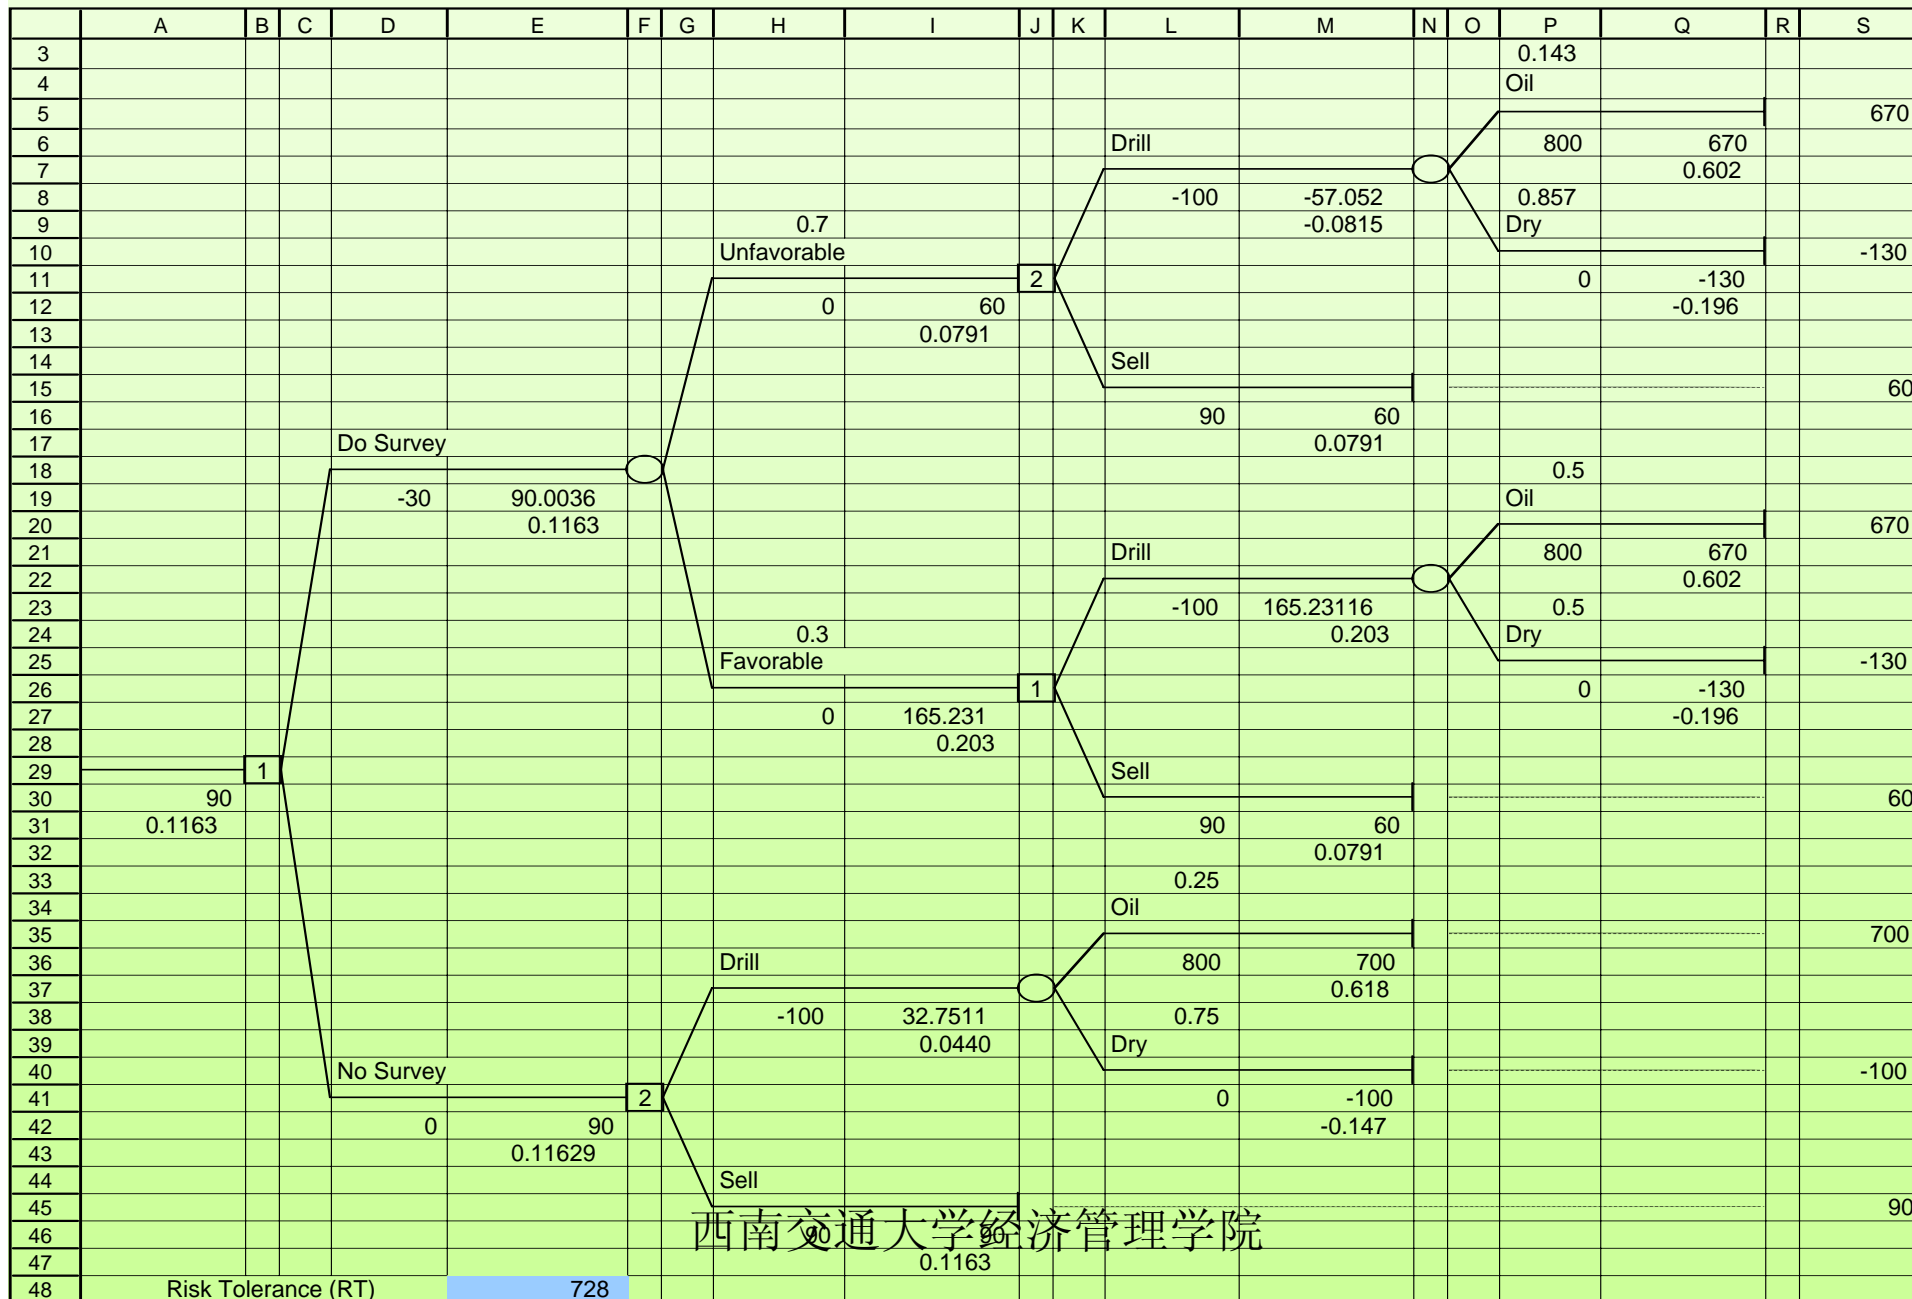 A B C D E F G H I J K L M N O P Q R S
3 0.143
4 Oil
5 670
6 Drill 800 670
7 0.602
8 -100 -57.052 0.857
9 0.7 -0.0815 Dry
10 Unfavorable -130
11 2 0 -130
12 0 60 -0.196
13 0.0791
14 Sell
15 60
16 90 60
17 Do Survey 0.0791
18 0.5
19 -30 90.0036 Oil
20 0.1163 670
21 Drill 800 670
22 0.602
23 -100 165.23116 0.5
24 0.3 0.203 Dry
25 Favorable -130
26 1 0 -130
27 0 165.231 -0.196
28 0.203
29 1 Sell
30 90 60
31 0.1163 90 60
32 0.0791
33 0.25
34 Oil
35 700
36 Drill 800 700
37 0.618
38 -100 32.7511 0.75
39 0.0440 Dry
40 No Survey -100
41 2 0 -100
42 0 90 -0.147
43 0.11629
44 Sell
45 90
西南交通大学经济管理学院
46 90 90
47 0.1163
48 Risk Tolerance (RT) 728